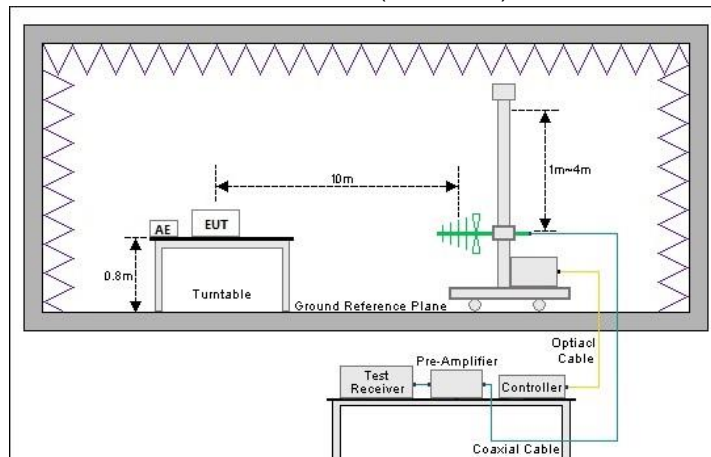 10m
1m~4m
AE
EUT
0.8m
Turntable
Ground Reference Plane
Optiacl
Cable
Pre-Amplifier
Test
Receiver
Controller
Coaxial Cable